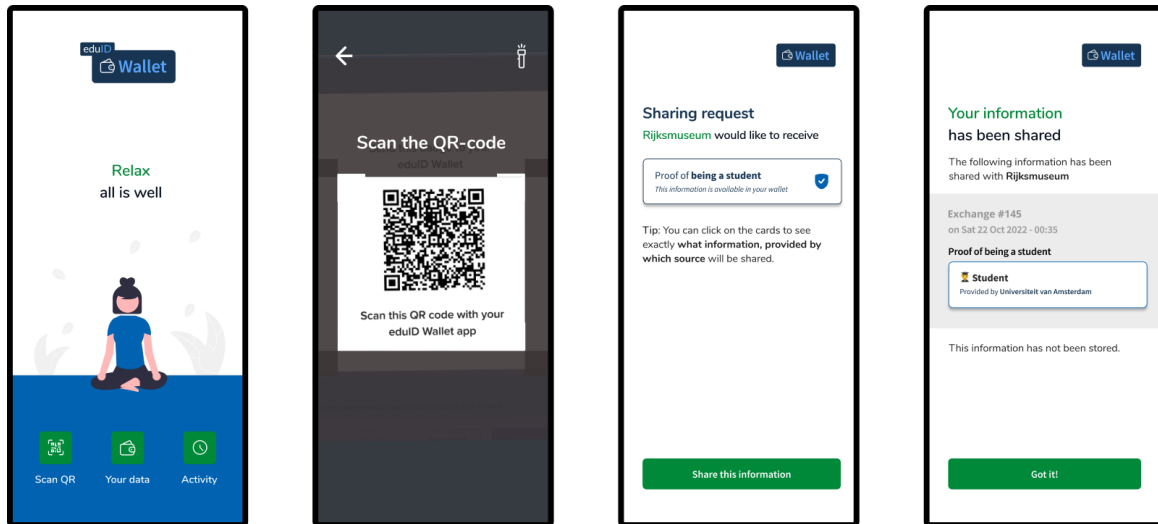 eduID
Wallet
Relax
all is well
Scan QR
Your data
Activity
Scan the QR-code
eduID Wallet
Scan this QR code with your
eduID Wallet app
Wallet
Sharing request
Rijksmuseum would like to receive
Proof of being a student
This information is available in your wallet
Tip: You can click on the cards to see
exactly what information, provided by
which source will be shared.
Share this information
Wallet
Your information
has been shared
The following information has been
shared with Rijksmuseum
Exchange #145
on Sat 22 Oct 2022 - 00:35
Proof of being a student
Student
Provided by Universiteit van Amsterdam
This information has not been stored.
Got it!